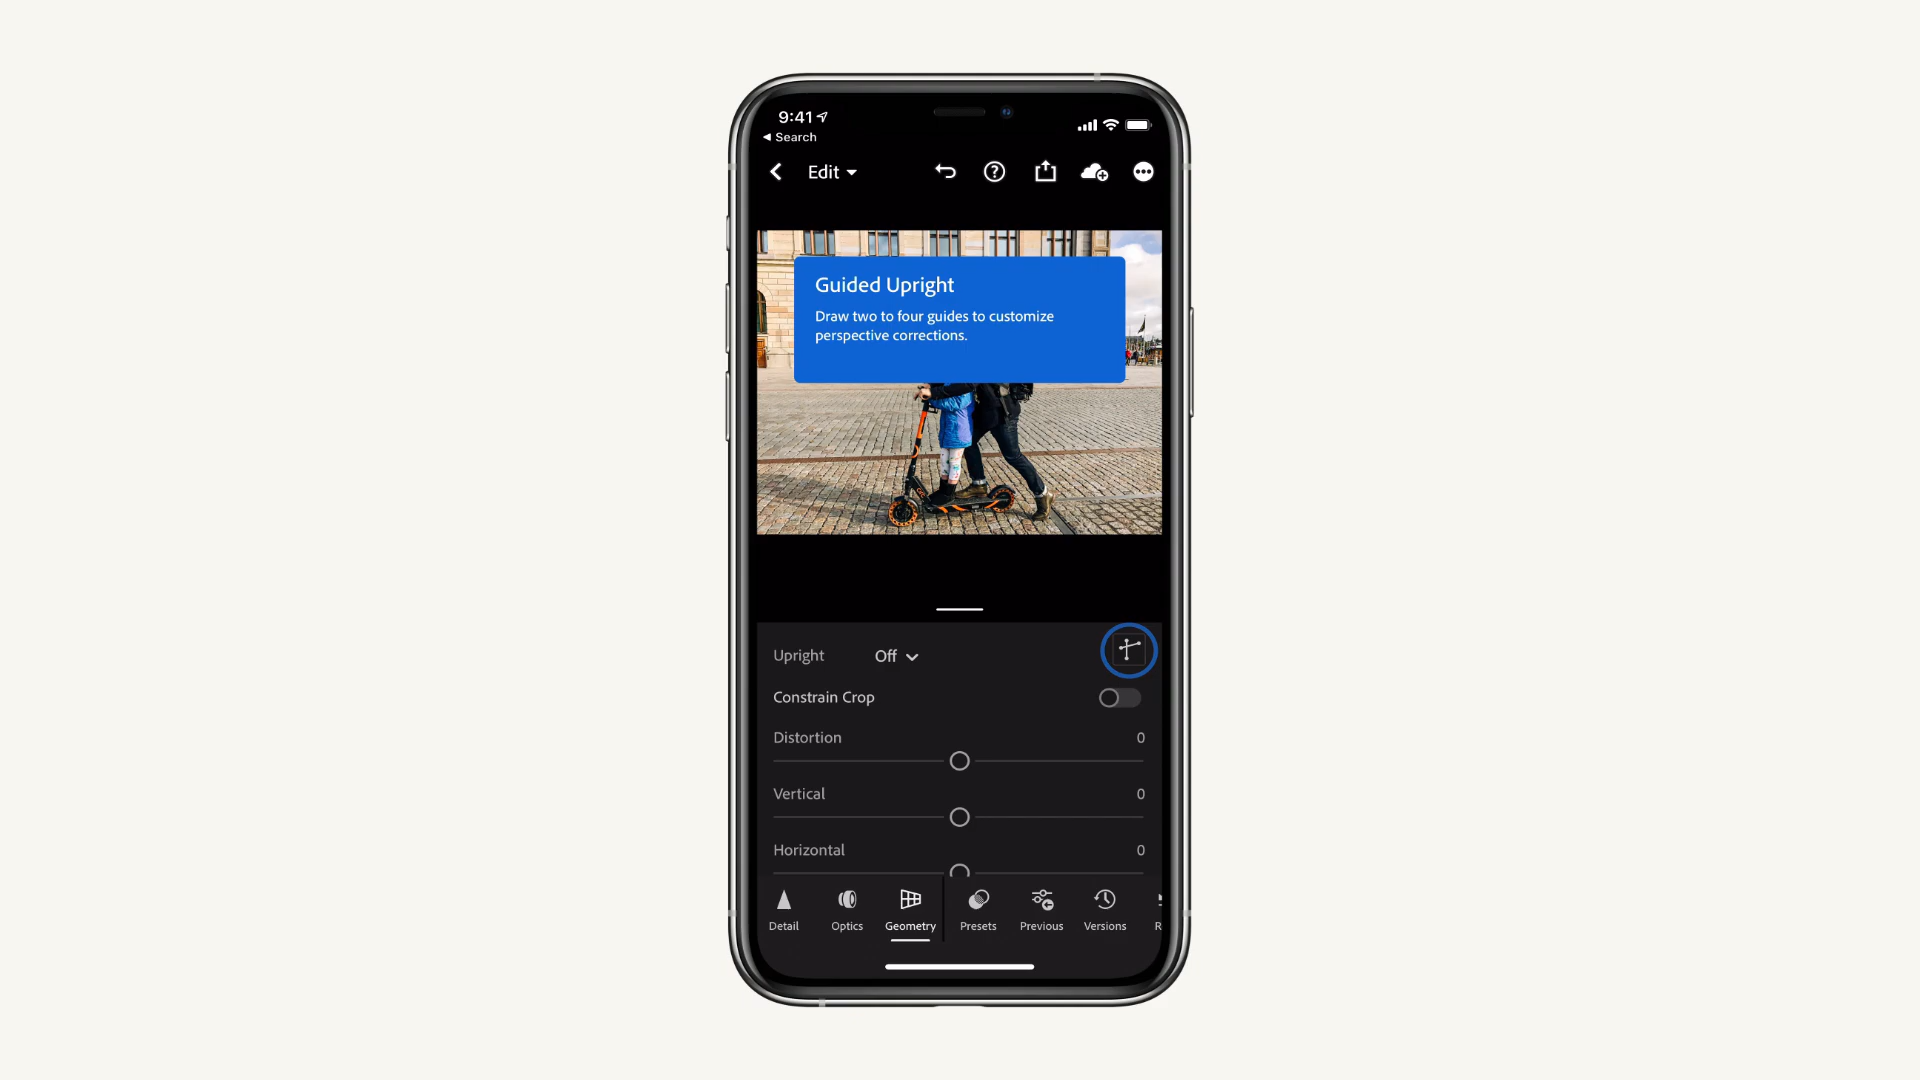 9:41
Search
Edit
Guided Upright
Draw two to four guides to customize
perspective corrections.
Upright Off
Constrain Crop
Distortion 0
Vertical 0
Horizontal 0
Detail Optics Geometry Presets Previous Versions R